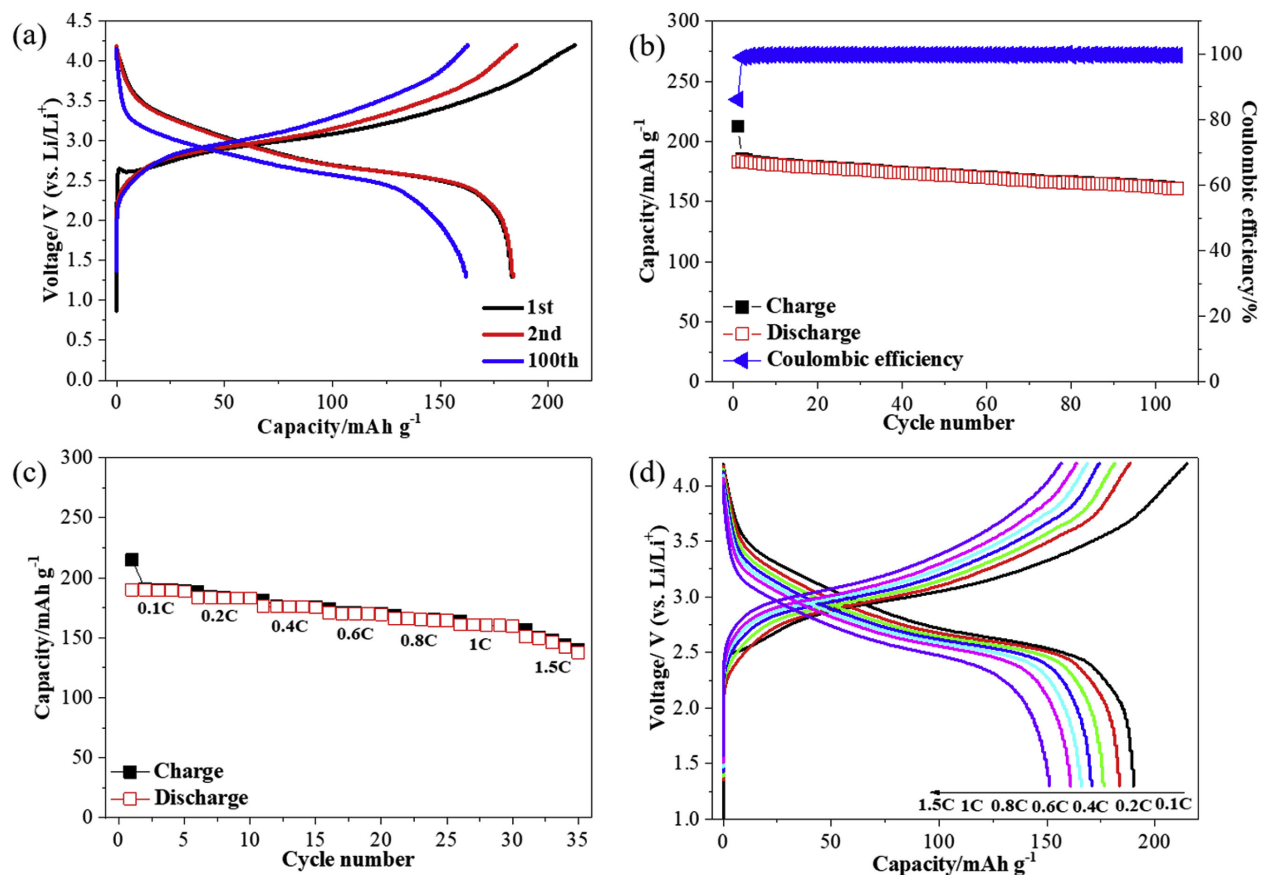 (a)
4.5
4.0
3.5
3.0
2.5
2.0
1.5
1.0
0.5
0.0
Voltage/ V (vs. Li/Li⁺)
0 50 100 150 200
Capacity/mAh g⁻¹
1st
2nd
100th
(b)
300
250
200
150
100
50
0
Capacity/mAh g⁻¹
100
80
60
40
20
0
Coulombic efficiency/%
0 20 40 60 80 100
Cycle number
Charge
Discharge
Coulombic efficiency
(c)
300
250
200
150
100
50
0
Capacity/mAh g⁻¹
0.1C 0.2C 0.4C 0.6C 0.8C 1C 1.5C
Charge
Discharge
0 5 10 15 20 25 30 35
Cycle number
(d)
4.0
3.5
3.0
2.5
2.0
1.5
1.0
Voltage/ V (vs. Li/Li⁺)
1.5C 1C 0.8C 0.6C 0.4C 0.2C 0.1C
0 50 100 150 200
Capacity/mAh g⁻¹